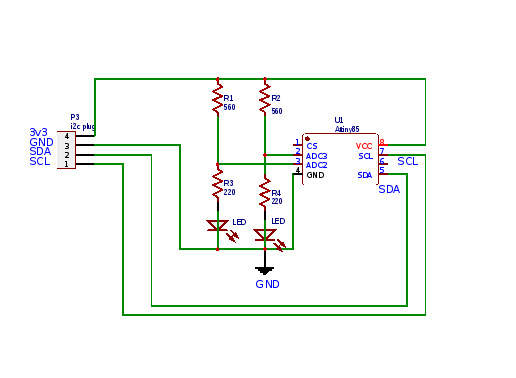 P3
i2c plug
3v3
GND
SDA
SCL
4
3
2
1
R1
560
R2
560
R3
220
R4
220
LED
LED
GND
U1
Attiny85
1 CS
2 ADC3
3 ADC2
4 GND
VCC 8
SCL 7
6
SDA 5
SCL
SDA